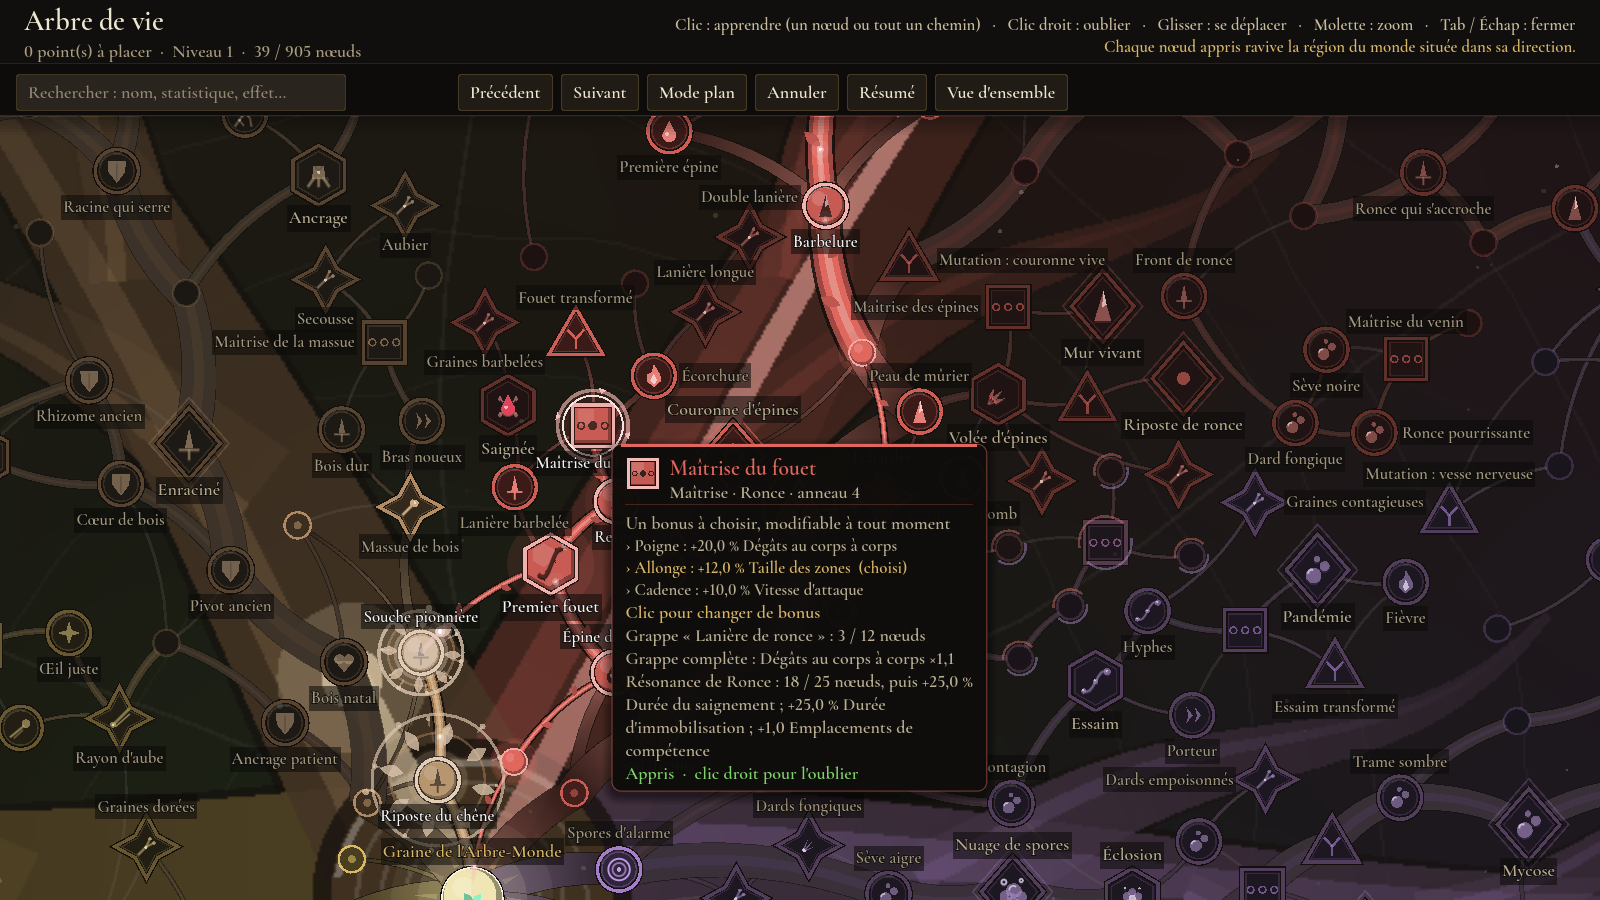 Arbre de vie
0 point(s) à placer · Niveau 1 · 39 / 905 nœuds
Clic : apprendre (un nœud ou tout un chemin) · Clic droit : oublier · Glisser : se déplacer · Molette : zoom · Tab / Échap : fermer
Chaque nœud appris ravive la région du monde située dans sa direction.
Rechercher : nom, statistique, effet...
Précédent
Suivant
Mode plan
Annuler
Résumé
Vue d'ensemble
Première épine
Racine qui serre
Ancrage
Aubier
Double lanière
Barbelure
Ronce qui s'accroche
Lanière longue
Mutation : couronne vive
Front de ronce
Fouet transformé
Secousse
Maîtrise de la massue
Maîtrise des épines
Maîtrise du venin
Graines barbelées
Écorchure
Mur vivant
Peau de mûrier
Sève noire
Rhizome ancien
Couronne d'épines
Riposte de ronce
Saignée
Volée d'épines
Ronce pourrissante
Bois dur
Bras noueux
Maîtrise du
Dard fongique
Mutation : vesse nerveuse
Enraciné
Cœur de bois
Lanière barbelée
Massue de bois
Graines contagieuses
omb
Re
Maîtrise du fouet
Maîtrise · Ronce · anneau 4
Un bonus à choisir, modifiable à tout moment
› Poigne : +20,0 % Dégâts au corps à corps
› Allonge : +12,0 % Taille des zones (choisi)
› Cadence : +10,0 % Vitesse d'attaque
Clic pour changer de bonus
Grappe « Lanière de ronce » : 3 / 12 nœuds
Grappe complète : Dégâts au corps à corps ×1,1
Résonance de Ronce : 18 / 25 nœuds, puis +25,0 %
Durée du saignement ; +25,0 % Durée
d'immobilisation ; +1,0 Emplacements de
compétence
Appris · clic droit pour l'oublier
Pivot ancien
Souche pionnière
Premier fouet
Épine d
Pandémie
Fièvre
Hyphes
Œil juste
Bois natal
Essaim
Essaim transformé
Rayon d'aube
Ancrage patient
Porteur
ontagion
Dards empoisonnés
Trame sombre
Graines dorées
Riposte du chêne
Dards fongiques
Spores d'alarme
Graine de l'Arbre-Monde
Sève aigre
Nuage de spores
Éclosion
Mycose